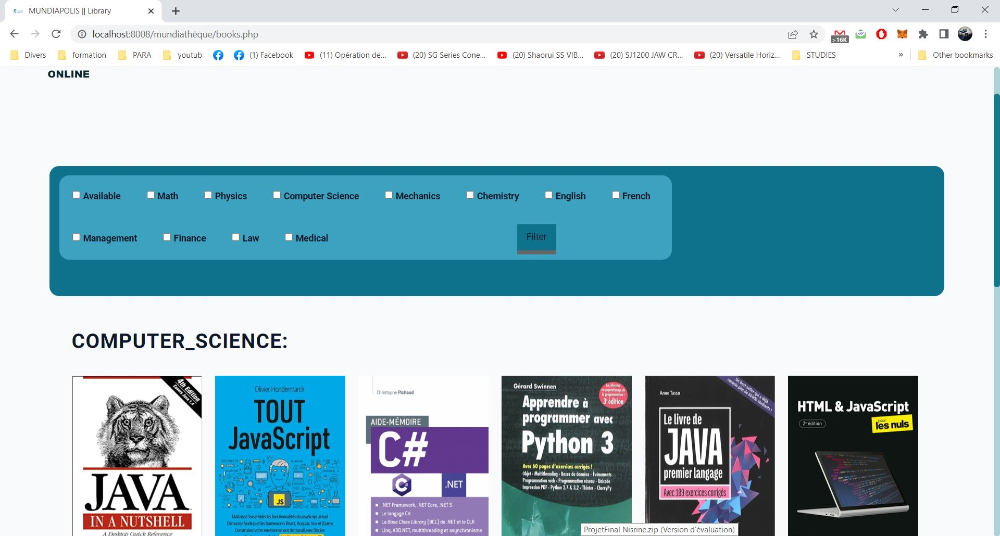 MUNDIAPOLIS || Library
localhost:8008/mundiathèque/books.php
>16K
Divers formation PARA youtub (1) Facebook (11) Opération de... (20) SG Series Cone... (20) Shaorui SS VIB... (20) SJ1200 JAW CR... (20) Versatile Horiz... STUDIES » Other bookmarks
ONLINE
Available Math Physics Computer Science Mechanics Chemistry English French
Management Finance Law Medical Filter
COMPUTER_SCIENCE:
4th Edition
Covers Java 1.4
JAVA
IN A NUTSHELL
A Desktop Quick Reference
Olivier Hondermarck
TOUT
JavaScript
JS
Maîtrisez l'ensemble des fonctionnalités du JavaScript actuel
Démarrez Node.js et les frameworks React, Angular, Vue et jQuery
Construisez votre environnement de travail avec Docker
Christophe Pichaud
AIDE-MÉMOIRE
C#
C#
.NET
.NET Framework, .NET Core, .NET 5
Le langage C#
La Base Class Library (BCL) de .NET et le CLR
Linq, ADO.NET, multithreading et asynchronisme
Gérard Swinnen
La référence
en apprentissage de
la programmation !
3e édition
Apprendre à
programmer avec
Python 3
Avec 60 pages d'exercices corrigés !
Objet • Multithreading • Bases de données • Événements
Programmation web • Programmation réseau • Unicode
Impression PDF • Python 2.7 & 3.2 • Tkinter • CherryPy
Anne Tasso
Un best-seller qui a déjà
conquis plus de 60 000 étudiants !
Le livre de
JAVA
premier langage
Avec 109 exercices corrigés
HTML & JavaScript
2e édition
pour
les nuls
ProjetFinal Nisrine.zip (Version d'évaluation)